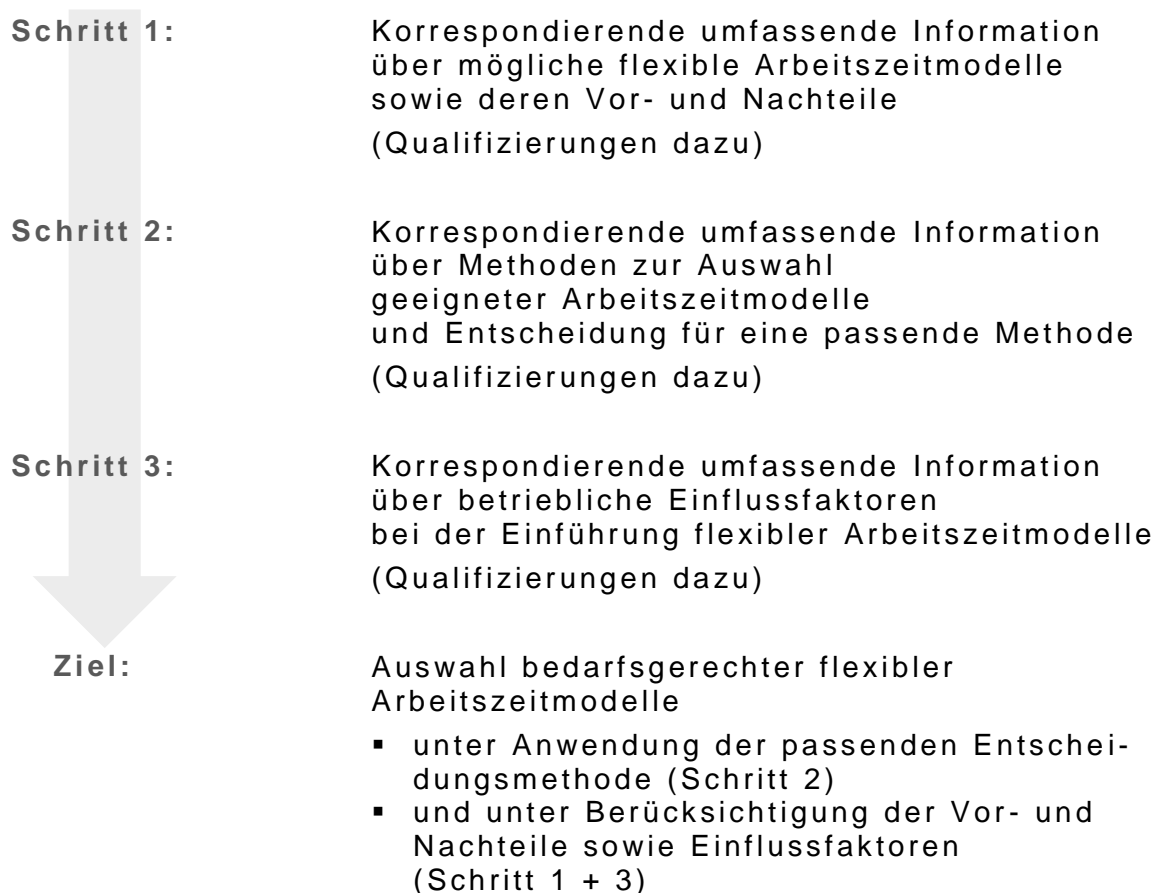 Schritt 1: Korrespondierende umfassende Information
über mögliche flexible Arbeitszeitmodelle
sowie deren Vor- und Nachteile
(Qualifizierungen dazu)
Schritt 2: Korrespondierende umfassende Information
über Methoden zur Auswahl
geeigneter Arbeitszeitmodelle
und Entscheidung für eine passende Methode
(Qualifizierungen dazu)
Schritt 3: Korrespondierende umfassende Information
über betriebliche Einflussfaktoren
bei der Einführung flexibler Arbeitszeitmodelle
(Qualifizierungen dazu)
Ziel: Auswahl bedarfsgerechter flexibler
Arbeitszeitmodelle
▪ unter Anwendung der passenden Entschei-
dungsmethode (Schritt 2)
▪ und unter Berücksichtigung der Vor- und
Nachteile sowie Einflussfaktoren
(Schritt 1 + 3)